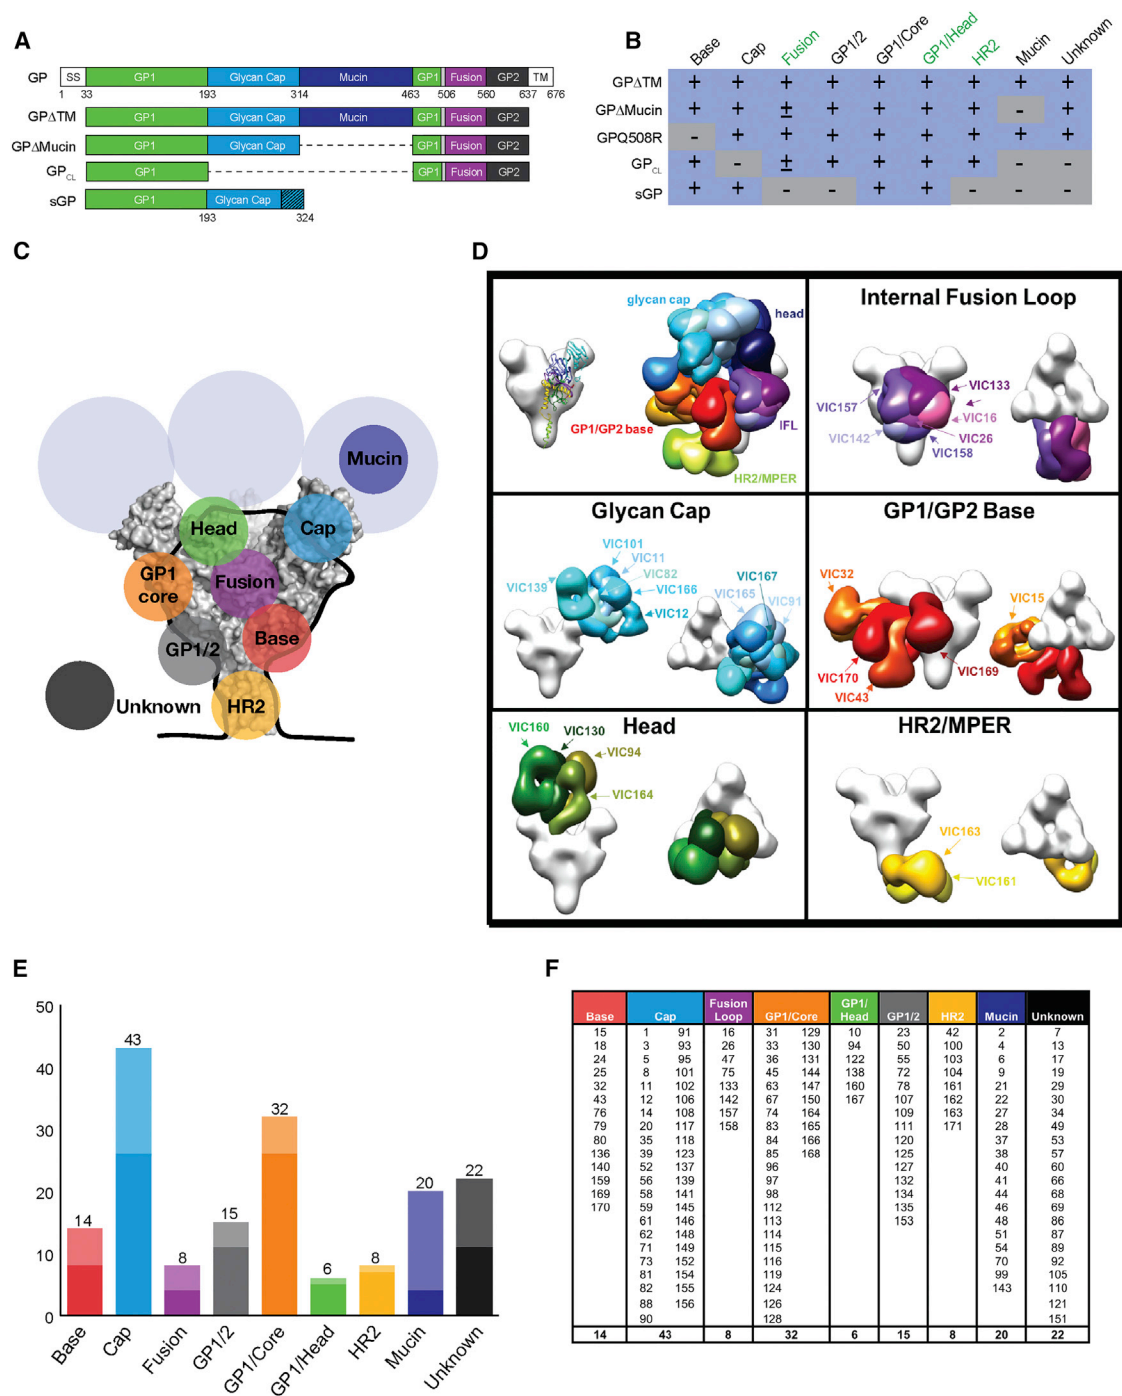 A
GP SS GP1 Glycan Cap Mucin GP1 Fusion GP2 TM
1 33 193 314 463 506 560 637 676
GPΔTM GP1 Glycan Cap Mucin GP1 Fusion GP2
GPΔMucin GP1 Glycan Cap GP1 Fusion GP2
GPCL GP1 GP1 Fusion GP2
sGP GP1 Glycan Cap
193 324
B
Base Cap Fusion GP1/2 GP1/Core GP1/Head HR2 Mucin Unknown
GPΔTM + + + + + + + + +
GPΔMucin + + ± + + + + - +
GPQ508R - + + + + + + + +
GPCL + - ± + + + + - -
sGP + + - - + + - - -
C
Mucin
Head
Cap
GP1
core
Fusion
GP1/2
Base
Unknown
HR2
D
glycan cap
head
GP1/GP2 base
IFL
HR2/MPER
Internal Fusion Loop
VIC157
VIC133
VIC16
VIC142
VIC26
VIC158
Glycan Cap
VIC101
VIC11
VIC139
VIC82
VIC166
VIC12
VIC167
VIC165
VIC91
GP1/GP2 Base
VIC32
VIC15
VIC170
VIC169
VIC43
Head
VIC160
VIC130
VIC94
VIC164
HR2/MPER
VIC163
VIC161
E
50
40
30
20
10
0
14
43
8
15
32
6
8
20
22
Base
Cap
Fusion
GP1/2
GP1/Core
GP1/Head
HR2
Mucin
Unknown
F
Base Cap Fusion Loop GP1/Core GP1/ Head GP1/2 HR2 Mucin Unknown
15 1 91 16 31 129 10 23 42 2 7
18 3 93 26 33 130 94 50 100 4 13
24 5 95 47 36 131 122 55 103 6 17
25 8 101 75 45 144 138 72 104 9 19
32 11 102 133 63 147 160 78 161 21 29
43 12 106 142 67 150 167 107 162 22 30
76 14 108 157 74 164 109 163 27 34
79 20 117 158 83 165 111 171 28 49
80 35 118 84 166 120 37 53
136 39 123 85 168 125 38 57
140 52 137 96 127 40 60
159 56 139 97 132 41 66
169 58 141 98 134 44 68
170 59 145 112 135 46 69
61 146 113 153 48 86
62 148 114 51 87
71 149 115 54 89
73 152 116 70 92
81 154 119 99 105
82 155 124 143 110
88 156 126 121
90 128 151
14 43 8 32 6 15 8 20 22